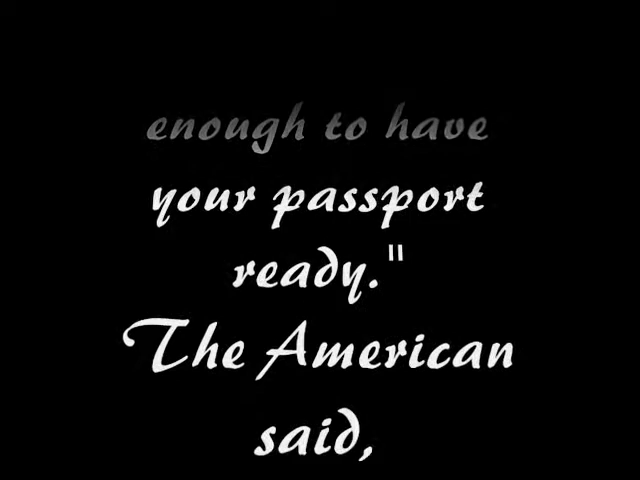 enough to have
your passport
ready."
The American
said,